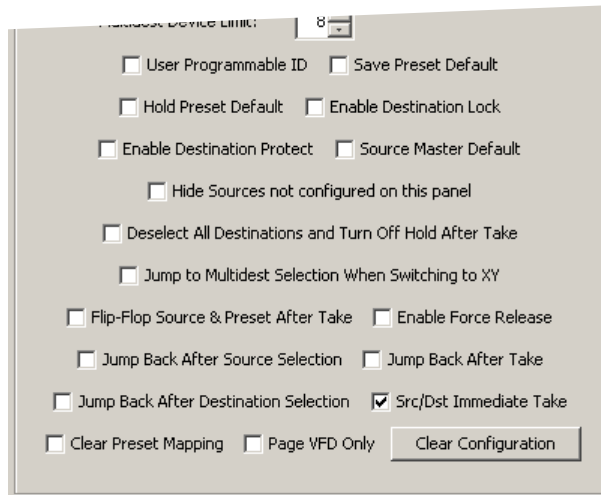 Multidest Device Limit: 8
User Programmable ID Save Preset Default
Hold Preset Default Enable Destination Lock
Enable Destination Protect Source Master Default
Hide Sources not configured on this panel
Deselect All Destinations and Turn Off Hold After Take
Jump to Multidest Selection When Switching to XY
Flip-Flop Source & Preset After Take Enable Force Release
Jump Back After Source Selection Jump Back After Take
Jump Back After Destination Selection Src/Dst Immediate Take
Clear Preset Mapping Page VFD Only Clear Configuration